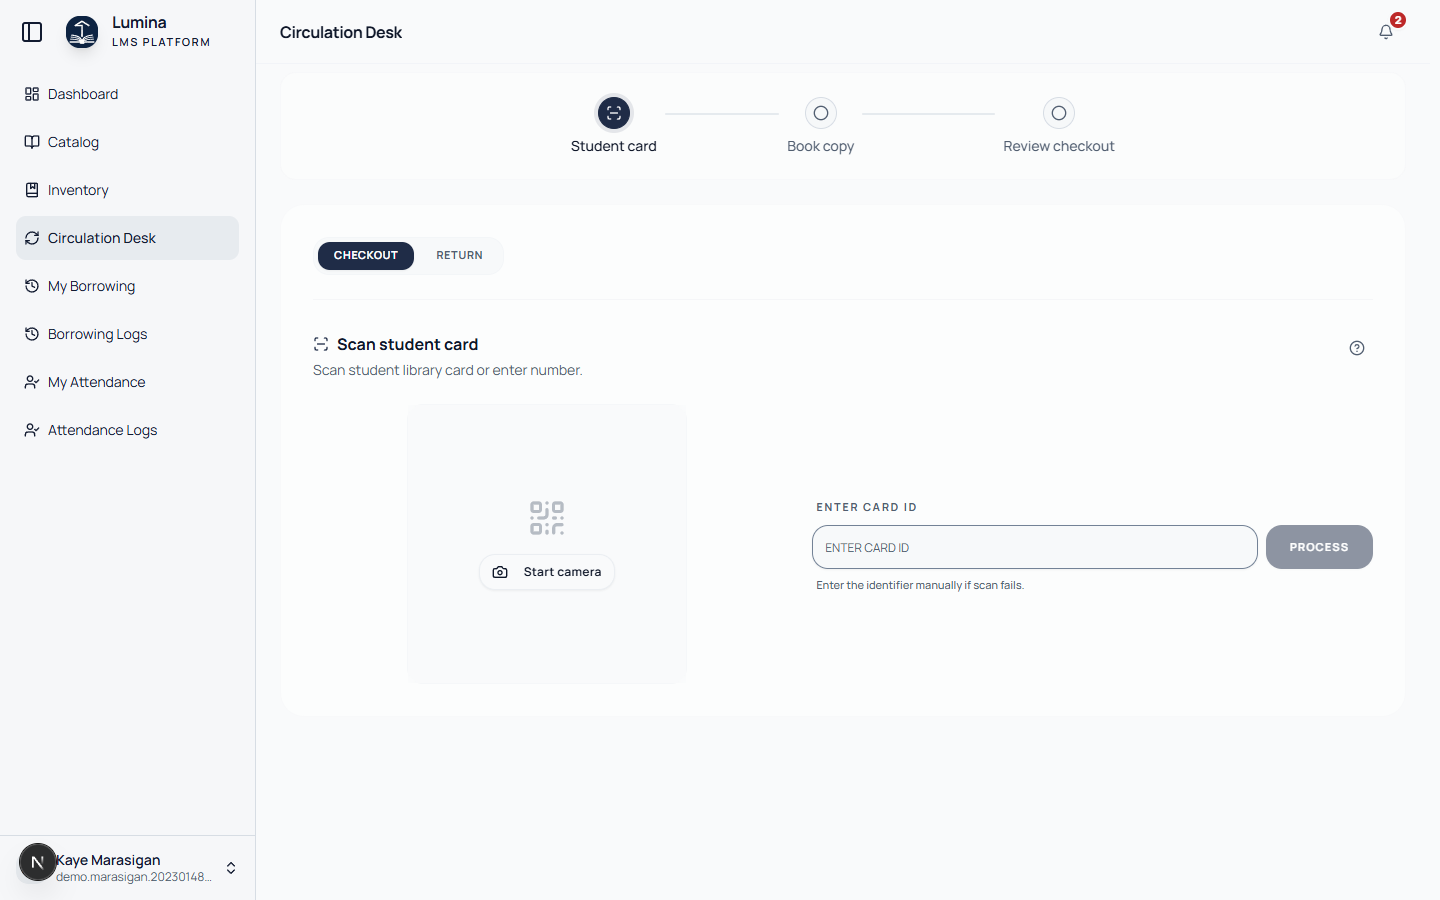 Lumina
LMS PLATFORM
Dashboard
Catalog
Inventory
Circulation Desk
My Borrowing
Borrowing Logs
My Attendance
Attendance Logs
N
Kaye Marasigan
demo.marasigan.20230148...
Circulation Desk
2
Student card
Book copy
Review checkout
CHECKOUT
RETURN
Scan student card
Scan student library card or enter number.
Start camera
ENTER CARD ID
ENTER CARD ID
PROCESS
Enter the identifier manually if scan fails.